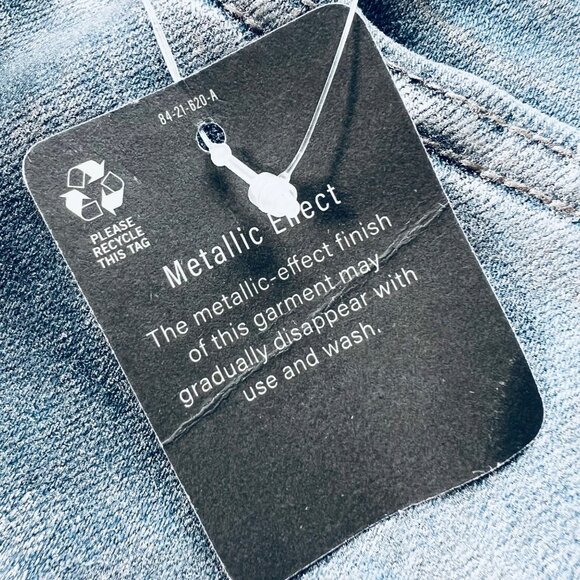 84-21-620-A
PLEASE
RECYCLE
THIS TAG
Metallic Effect
The metallic-effect finish
of this garment may
gradually disappear with
use and wash.